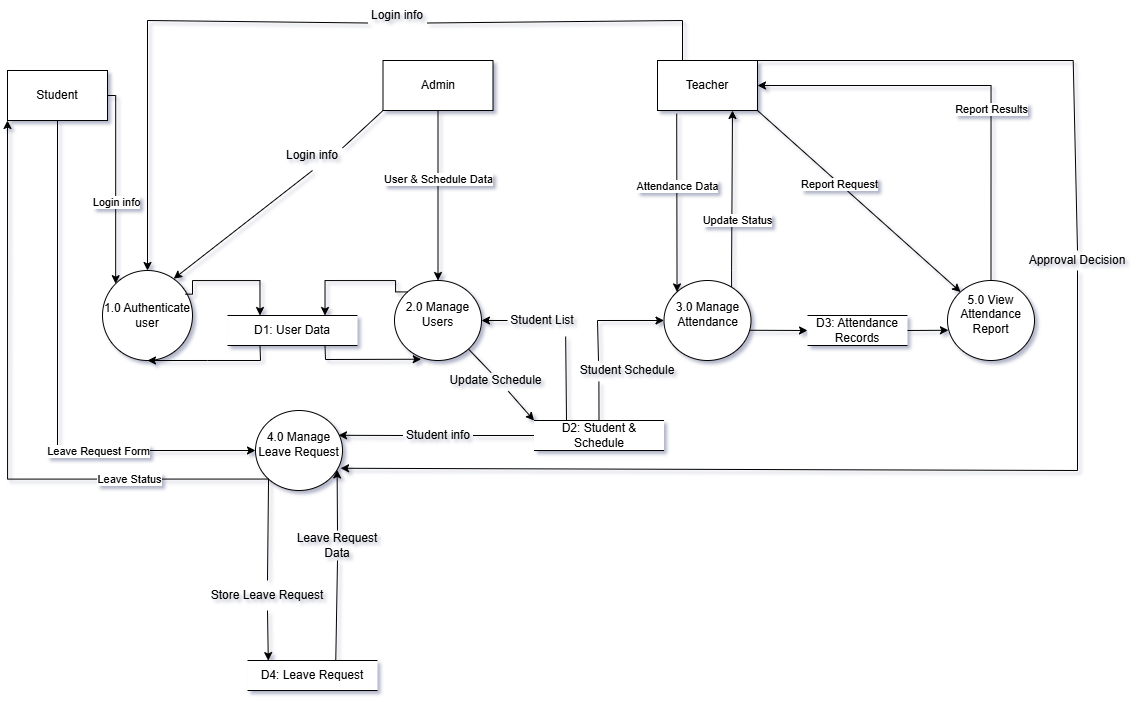 Login info
Student
Admin
Teacher
Report Results
Login info
User & Schedule Data
Attendance Data
Report Request
Login info
Update Status
Approval Decision
1.0 Authenticate
user
D1: User Data
2.0 Manage
Users
Student List
3.0 Manage
Attendance
D3: Attendance
Records
5.0 View
Attendance
Report
Update Schedule
Student Schedule
4.0 Manage
Leave Request
Student info
D2: Student &
Schedule
Leave Request Form
Leave Status
Leave Request
Data
Store Leave Request
D4: Leave Request